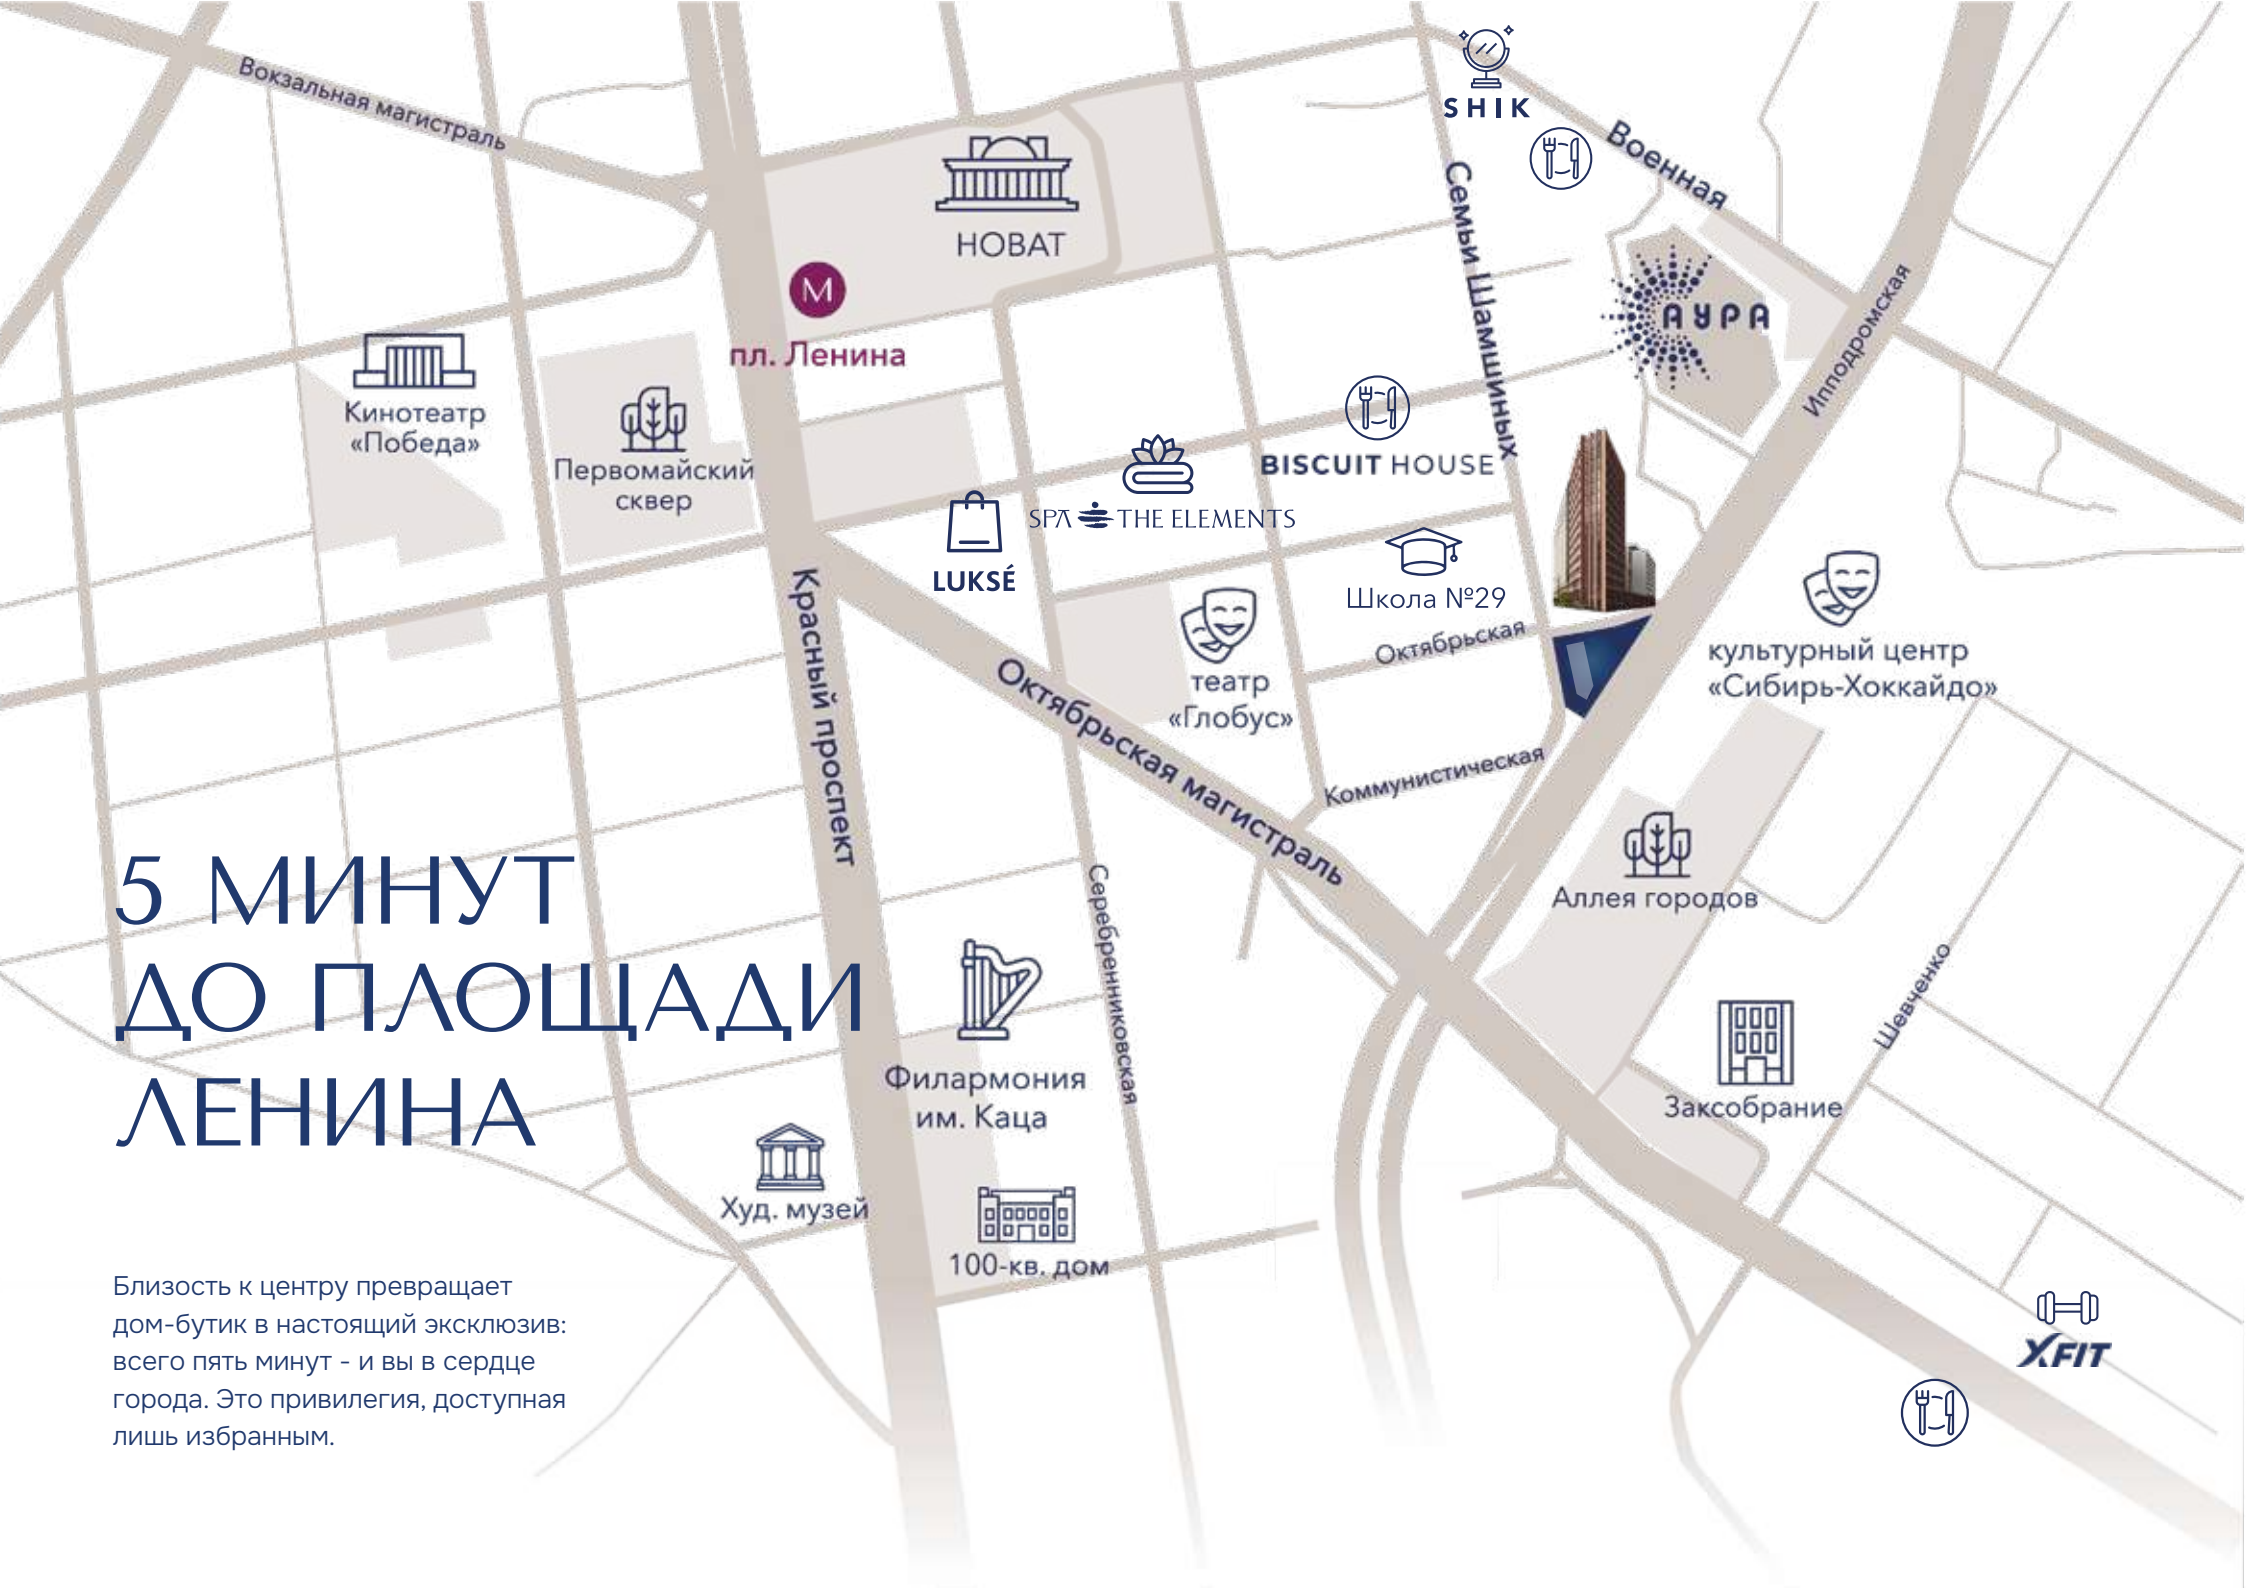 SHIK
Вокзальная магистраль
Военная
НОВАТ
Семьи Шамшиных
М
пл. Ленина
АУРА
Ипподромская
Кинотеатр
«Победа»
Первомайский
сквер
BISCUIT HOUSE
SPA THE ELEMENTS
LUKSÉ
Школа №29
Октябрьская
Красный проспект
театр
«Глобус»
культурный центр
«Сибирь-Хоккайдо»
Октябрьская магистраль
Коммунистическая
5 МИНУТ
ДО ПЛОЩАДИ
ЛЕНИНА
Аллея городов
Серебренниковская
Шевченко
Филармония
им. Каца
Заксобрание
Худ. музей
100-кв. дом
Близость к центру превращает
дом-бутик в настоящий эксклюзив:
всего пять минут - и вы в сердце
города. Это привилегия, доступная
лишь избранным.
XFIT